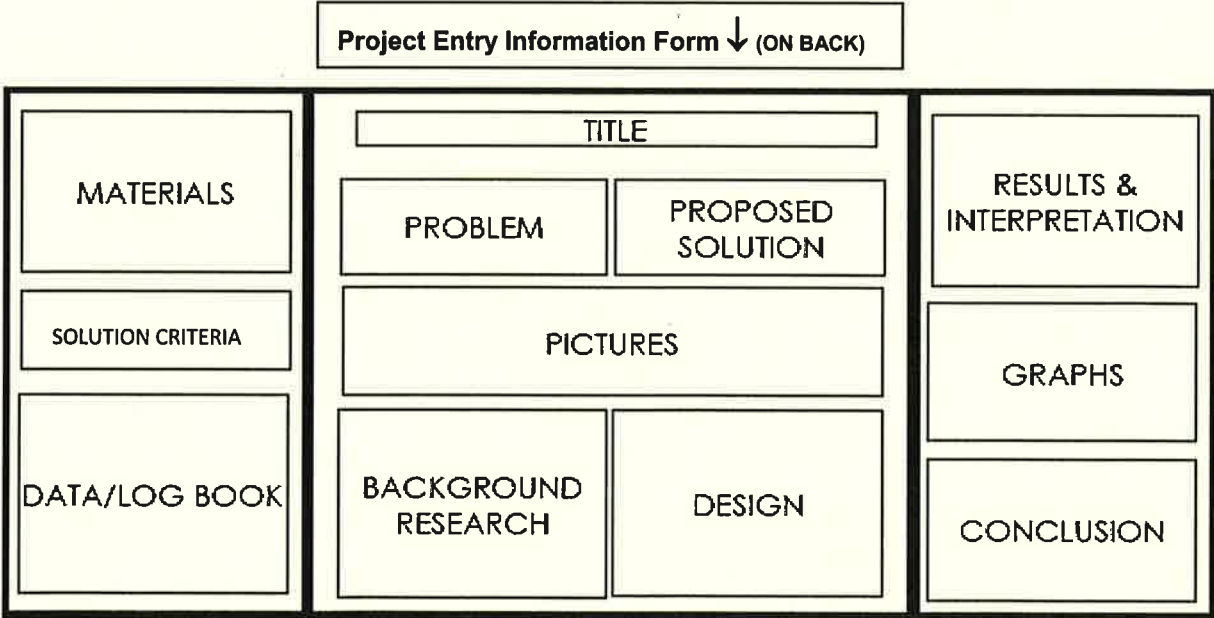 Project Entry Information Form ↓ (ON BACK)
MATERIALS
SOLUTION CRITERIA
DATA/LOG BOOK
TITLE
PROBLEM
PROPOSED
SOLUTION
PICTURES
BACKGROUND
RESEARCH
DESIGN
RESULTS &
INTERPRETATION
GRAPHS
CONCLUSION